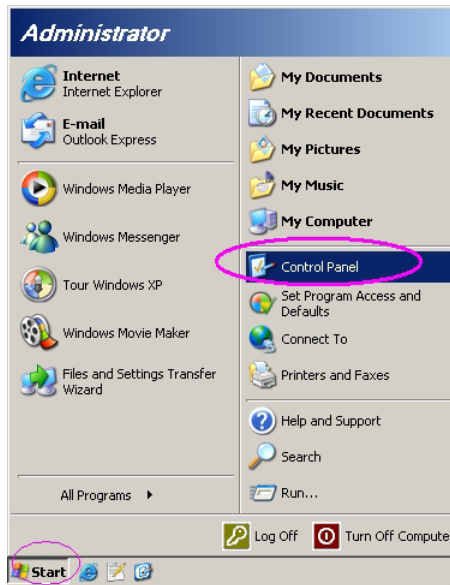 Administrator
Internet
Internet Explorer
E-mail
Outlook Express
Windows Media Player
Windows Messenger
Tour Windows XP
Windows Movie Maker
Files and Settings Transfer
Wizard
All Programs
My Documents
My Recent Documents
My Pictures
My Music
My Computer
Control Panel
Set Program Access and
Defaults
Connect To
Printers and Faxes
Help and Support
Search
Run...
Log Off
Turn Off Compute
Start